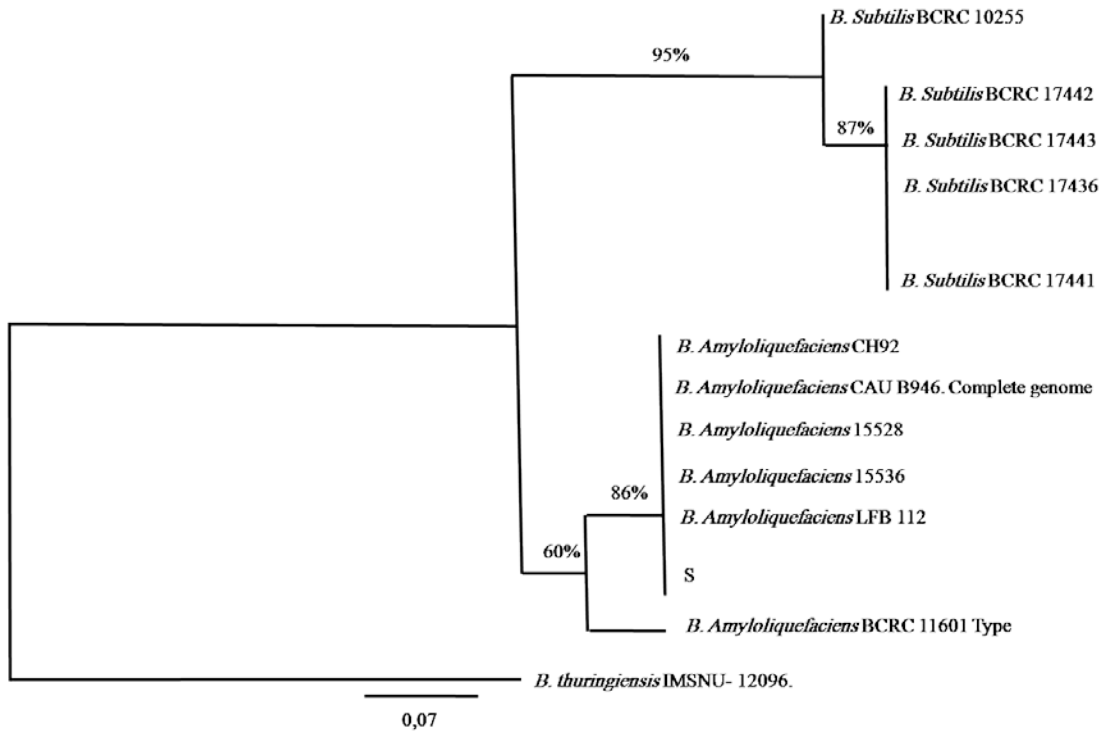 B. Subtilis BCRC 10255
95%
B. Subtilis BCRC 17442
87%
B. Subtilis BCRC 17443
B. Subtilis BCRC 17436
B. Subtilis BCRC 17441
B. Amyloliquefaciens CH92
B. Amyloliquefaciens CAU B946. Complete genome
B. Amyloliquefaciens 15528
B. Amyloliquefaciens 15536
86%
B. Amyloliquefaciens LFB 112
60%
S
B. Amyloliquefaciens BCRC 11601 Type
B. thuringiensis IMSNU- 12096.
0,07